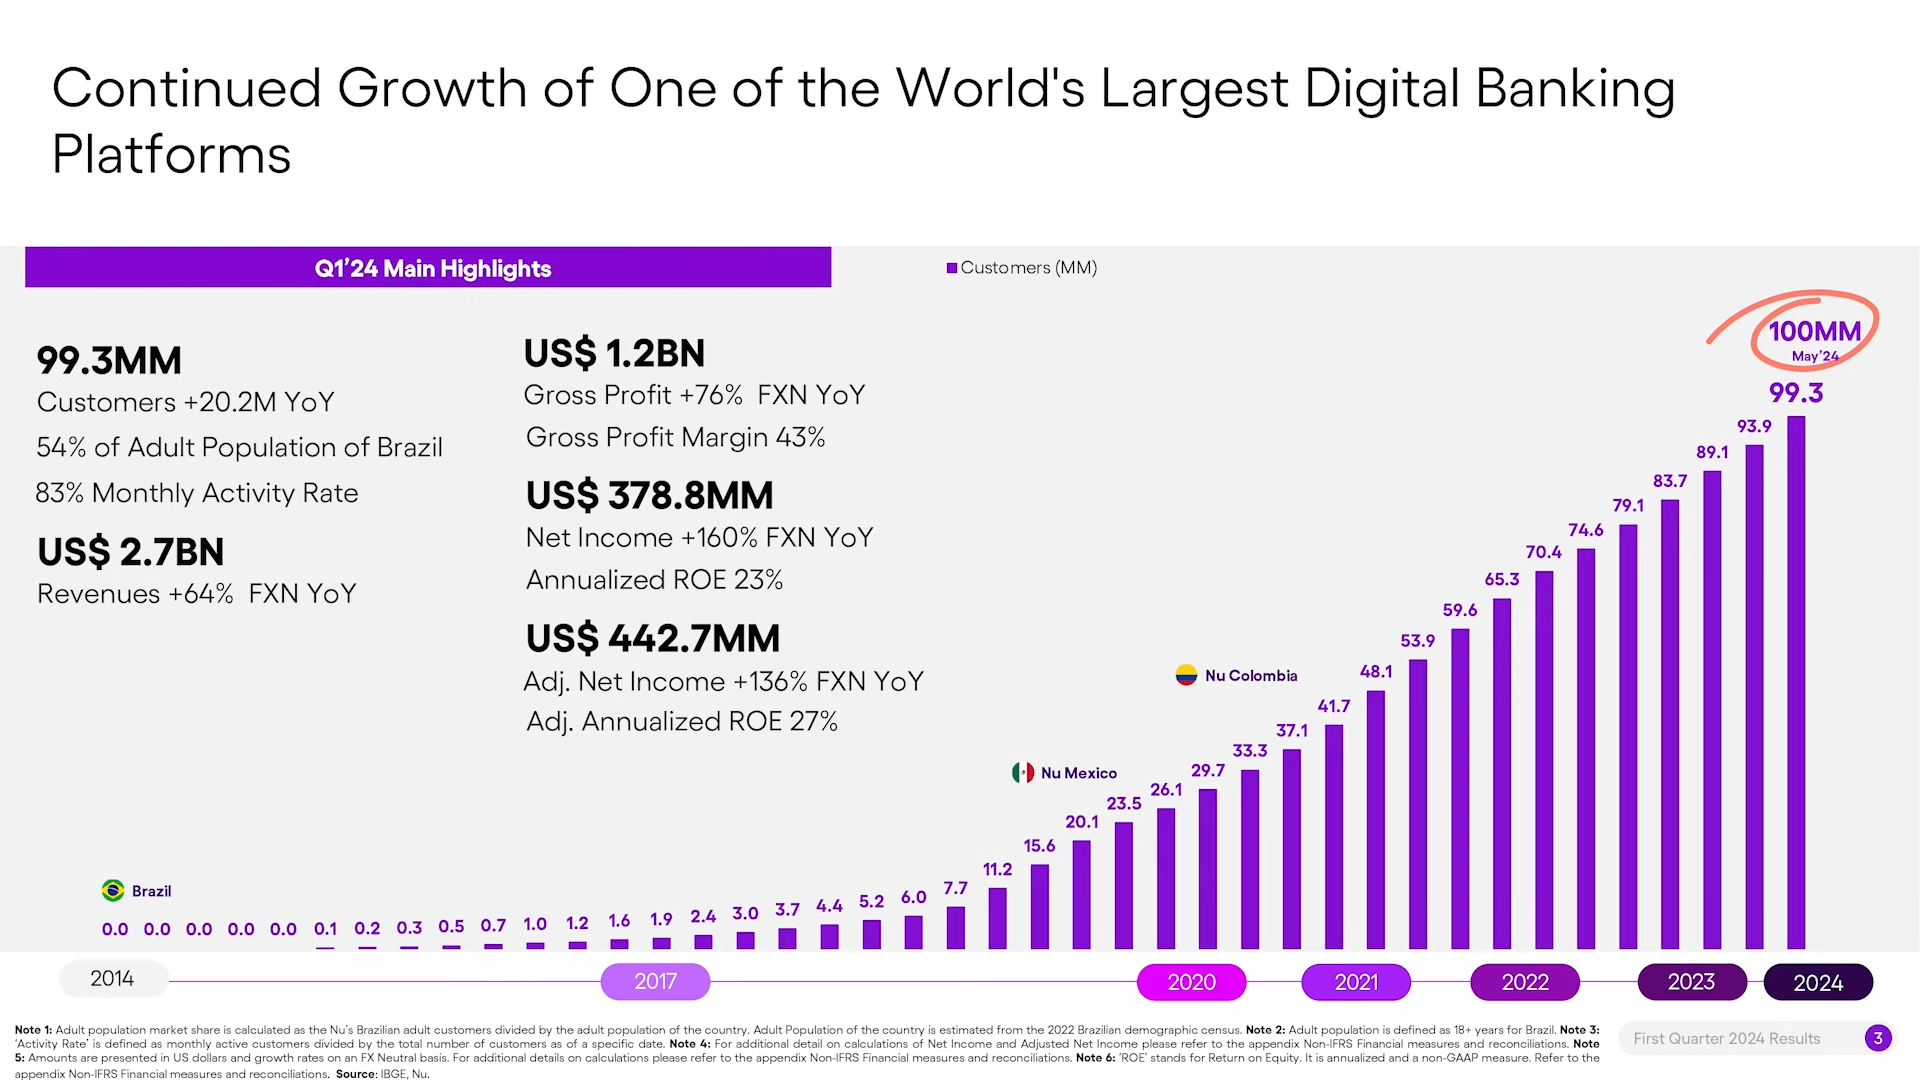 Continued Growth of One of the World's Largest Digital Banking
Platforms
Q1’24 Main Highlights
99.3MM
Customers +20.2M YoY
54% of Adult Population of Brazil
83% Monthly Activity Rate
US$ 2.7BN
Revenues +64% FXN YoY
US$ 1.2BN
Gross Profit +76% FXN YoY
Gross Profit Margin 43%
US$ 378.8MM
Net Income +160% FXN YoY
Annualized ROE 23%
US$ 442.7MM
Adj. Net Income +136% FXN YoY
Adj. Annualized ROE 27%
Customers (MM)
100MM
May’24
Brazil
Nu Mexico
Nu Colombia
0.0 0.0 0.0 0.0 0.0 0.1 0.2 0.3 0.5 0.7 1.0 1.2 1.6 1.9 2.4 3.0 3.7 4.4 5.2 6.0 7.7 11.2 15.6 20.1 23.5 26.1 29.7 33.3 37.1 41.7 48.1 53.9 59.6 65.3 70.4 74.6 79.1 83.7 89.1 93.9 99.3
2014 2017 2020 2021 2022 2023 2024
Note 1: Adult population market share is calculated as the Nu’s Brazilian adult customers divided by the adult population of the country. Adult Population of the country is estimated from the 2022 Brazilian demographic census. Note 2: Adult population is defined as 18+ years for Brazil. Note 3:
‘Activity Rate’ is defined as monthly active customers divided by the total number of customers as of a specific date. Note 4: For additional detail on calculations of Net Income and Adjusted Net Income please refer to the appendix Non-IFRS Financial measures and reconciliations. Note
5: Amounts are presented in US dollars and growth rates on an FX Neutral basis. For additional details on calculations please refer to the appendix Non-IFRS Financial measures and reconciliations. Note 6: ‘ROE’ stands for Return on Equity. It is annualized and a non-GAAP measure. Refer to the
appendix Non-IFRS Financial measures and reconciliations. Source: IBGE, Nu.
First Quarter 2024 Results 3